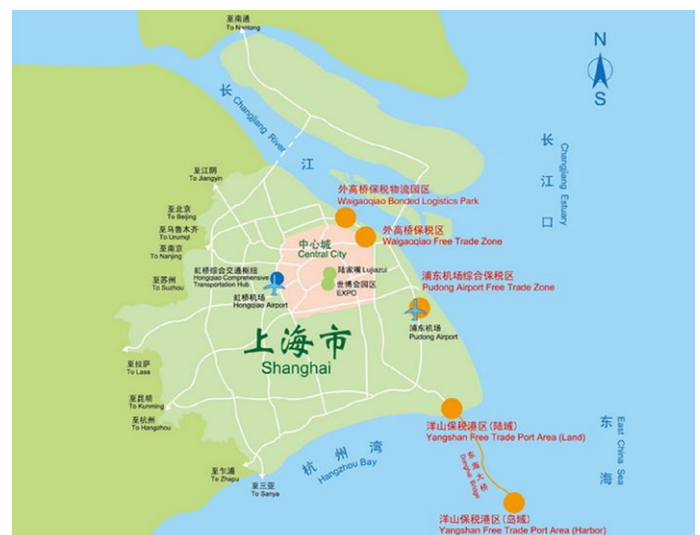 至南通
To Nantong
N
S
长
江
Changjiang River
长
江
口
Changjiang Estuary
至江阴
To Jiangyin
外高桥保税物流园区
Waigaoqiao Bonded Logistics Park
至北京
To Beijing
至乌鲁木齐
To Urumqi
外高桥保税区
Waigaoqiao Free Trade Zone
至南京
To Nanjing
中心城
Central City
虹桥综合交通枢纽
Hongqiao Comprehensive
Transportation Hub
陆家嘴 Lujiazui
浦东机场综合保税区
Pudong Airport Free Trade Zone
至苏州
To Suzhou
世博会园区
EXPO
虹桥机场
Hongqiao Airport
浦东机场
Pudong Airport
上海市
Shanghai
至拉萨
To Lasa
至昆明
To Kunming
至杭州
To Hangzhou
洋山保税港区(陆域)
Yangshan Free Trade Port Area (Land)
东
海
East China Sea
杭 州 湾
Hangzhou Bay
东海大桥
Donghai Bridge
至乍浦
To Zhapu
至三亚
To Sanya
洋山保税港区(岛域)
Yangshan Free Trade Port Area (Harbor)